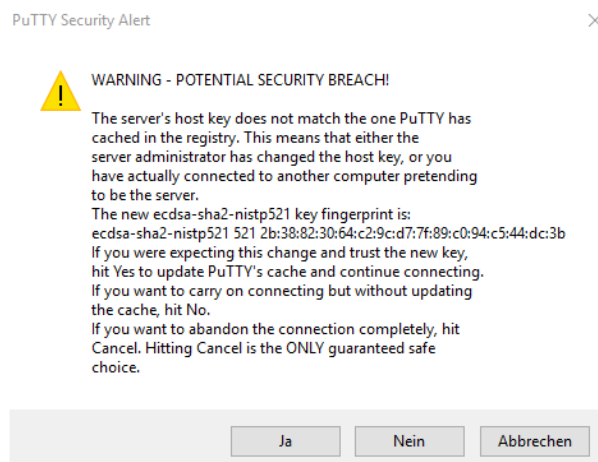 PuTTY Security Alert
WARNING - POTENTIAL SECURITY BREACH!
The server's host key does not match the one PuTTY has
cached in the registry. This means that either the
server administrator has changed the host key, or you
have actually connected to another computer pretending
to be the server.
The new ecdsa-sha2-nistp521 key fingerprint is:
ecdsa-sha2-nistp521 521 2b:38:82:30:64:c2:9c:d7:7f:89:c0:94:c5:44:dc:3b
If you were expecting this change and trust the new key,
hit Yes to update PuTTY's cache and continue connecting.
If you want to carry on connecting but without updating
the cache, hit No.
If you want to abandon the connection completely, hit
Cancel. Hitting Cancel is the ONLY guaranteed safe
choice.
Ja
Nein
Abbrechen